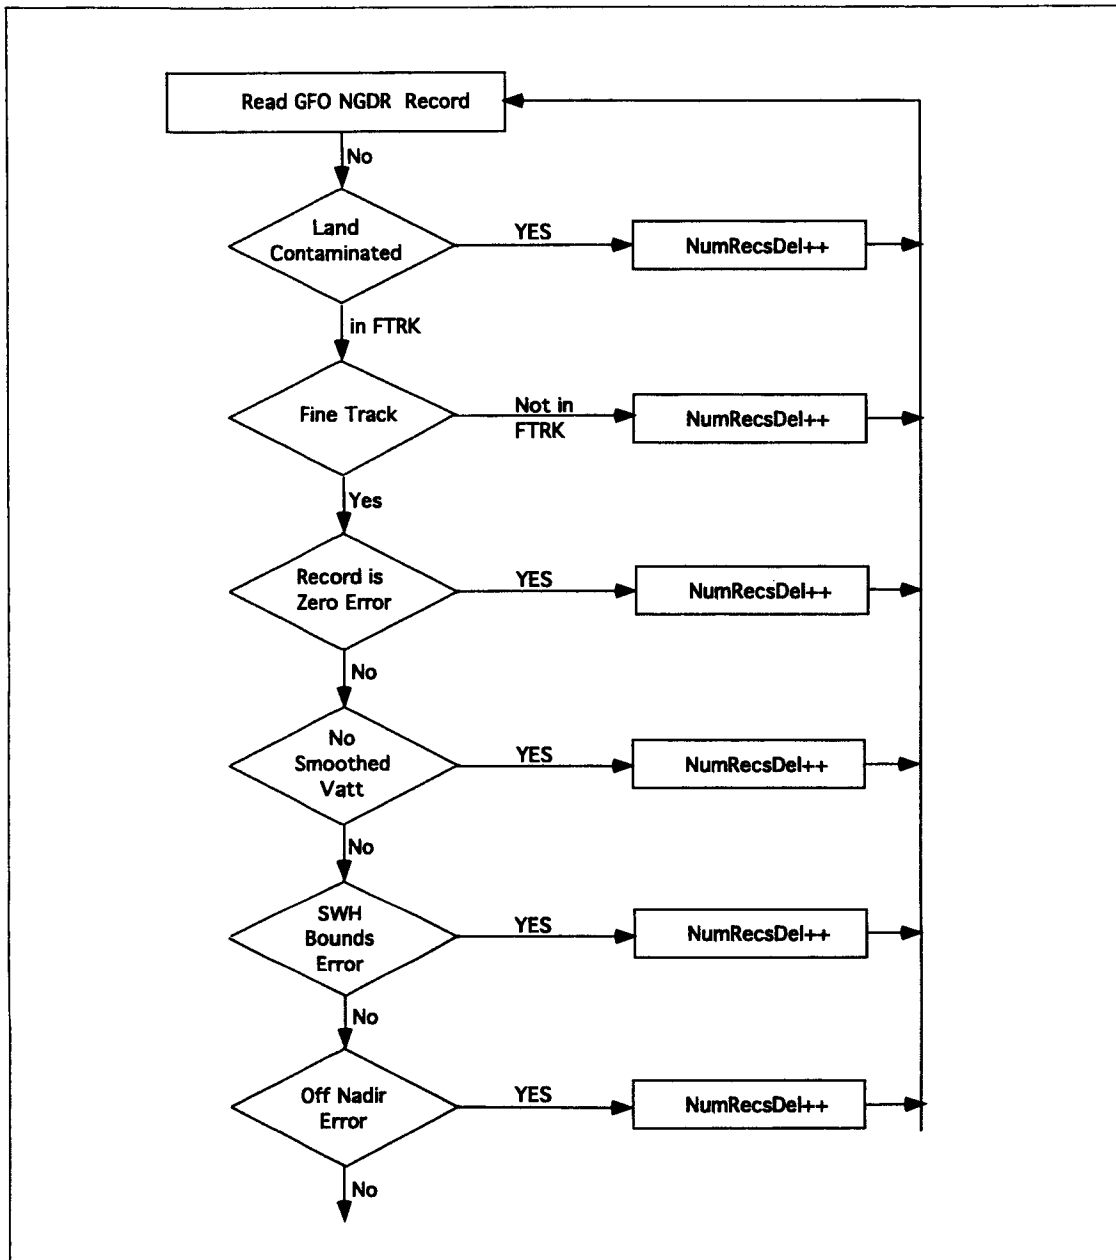 Read GFO NGDR Record
No
Land
Contaminated
YES
NumRecsDel++
in FTRK
Fine Track
Not in
FTRK
NumRecsDel++
Yes
Record is
Zero Error
YES
NumRecsDel++
No
No
Smoothed
Vatt
YES
NumRecsDel++
No
SWH
Bounds
Error
YES
NumRecsDel++
No
Off Nadir
Error
YES
NumRecsDel++
No